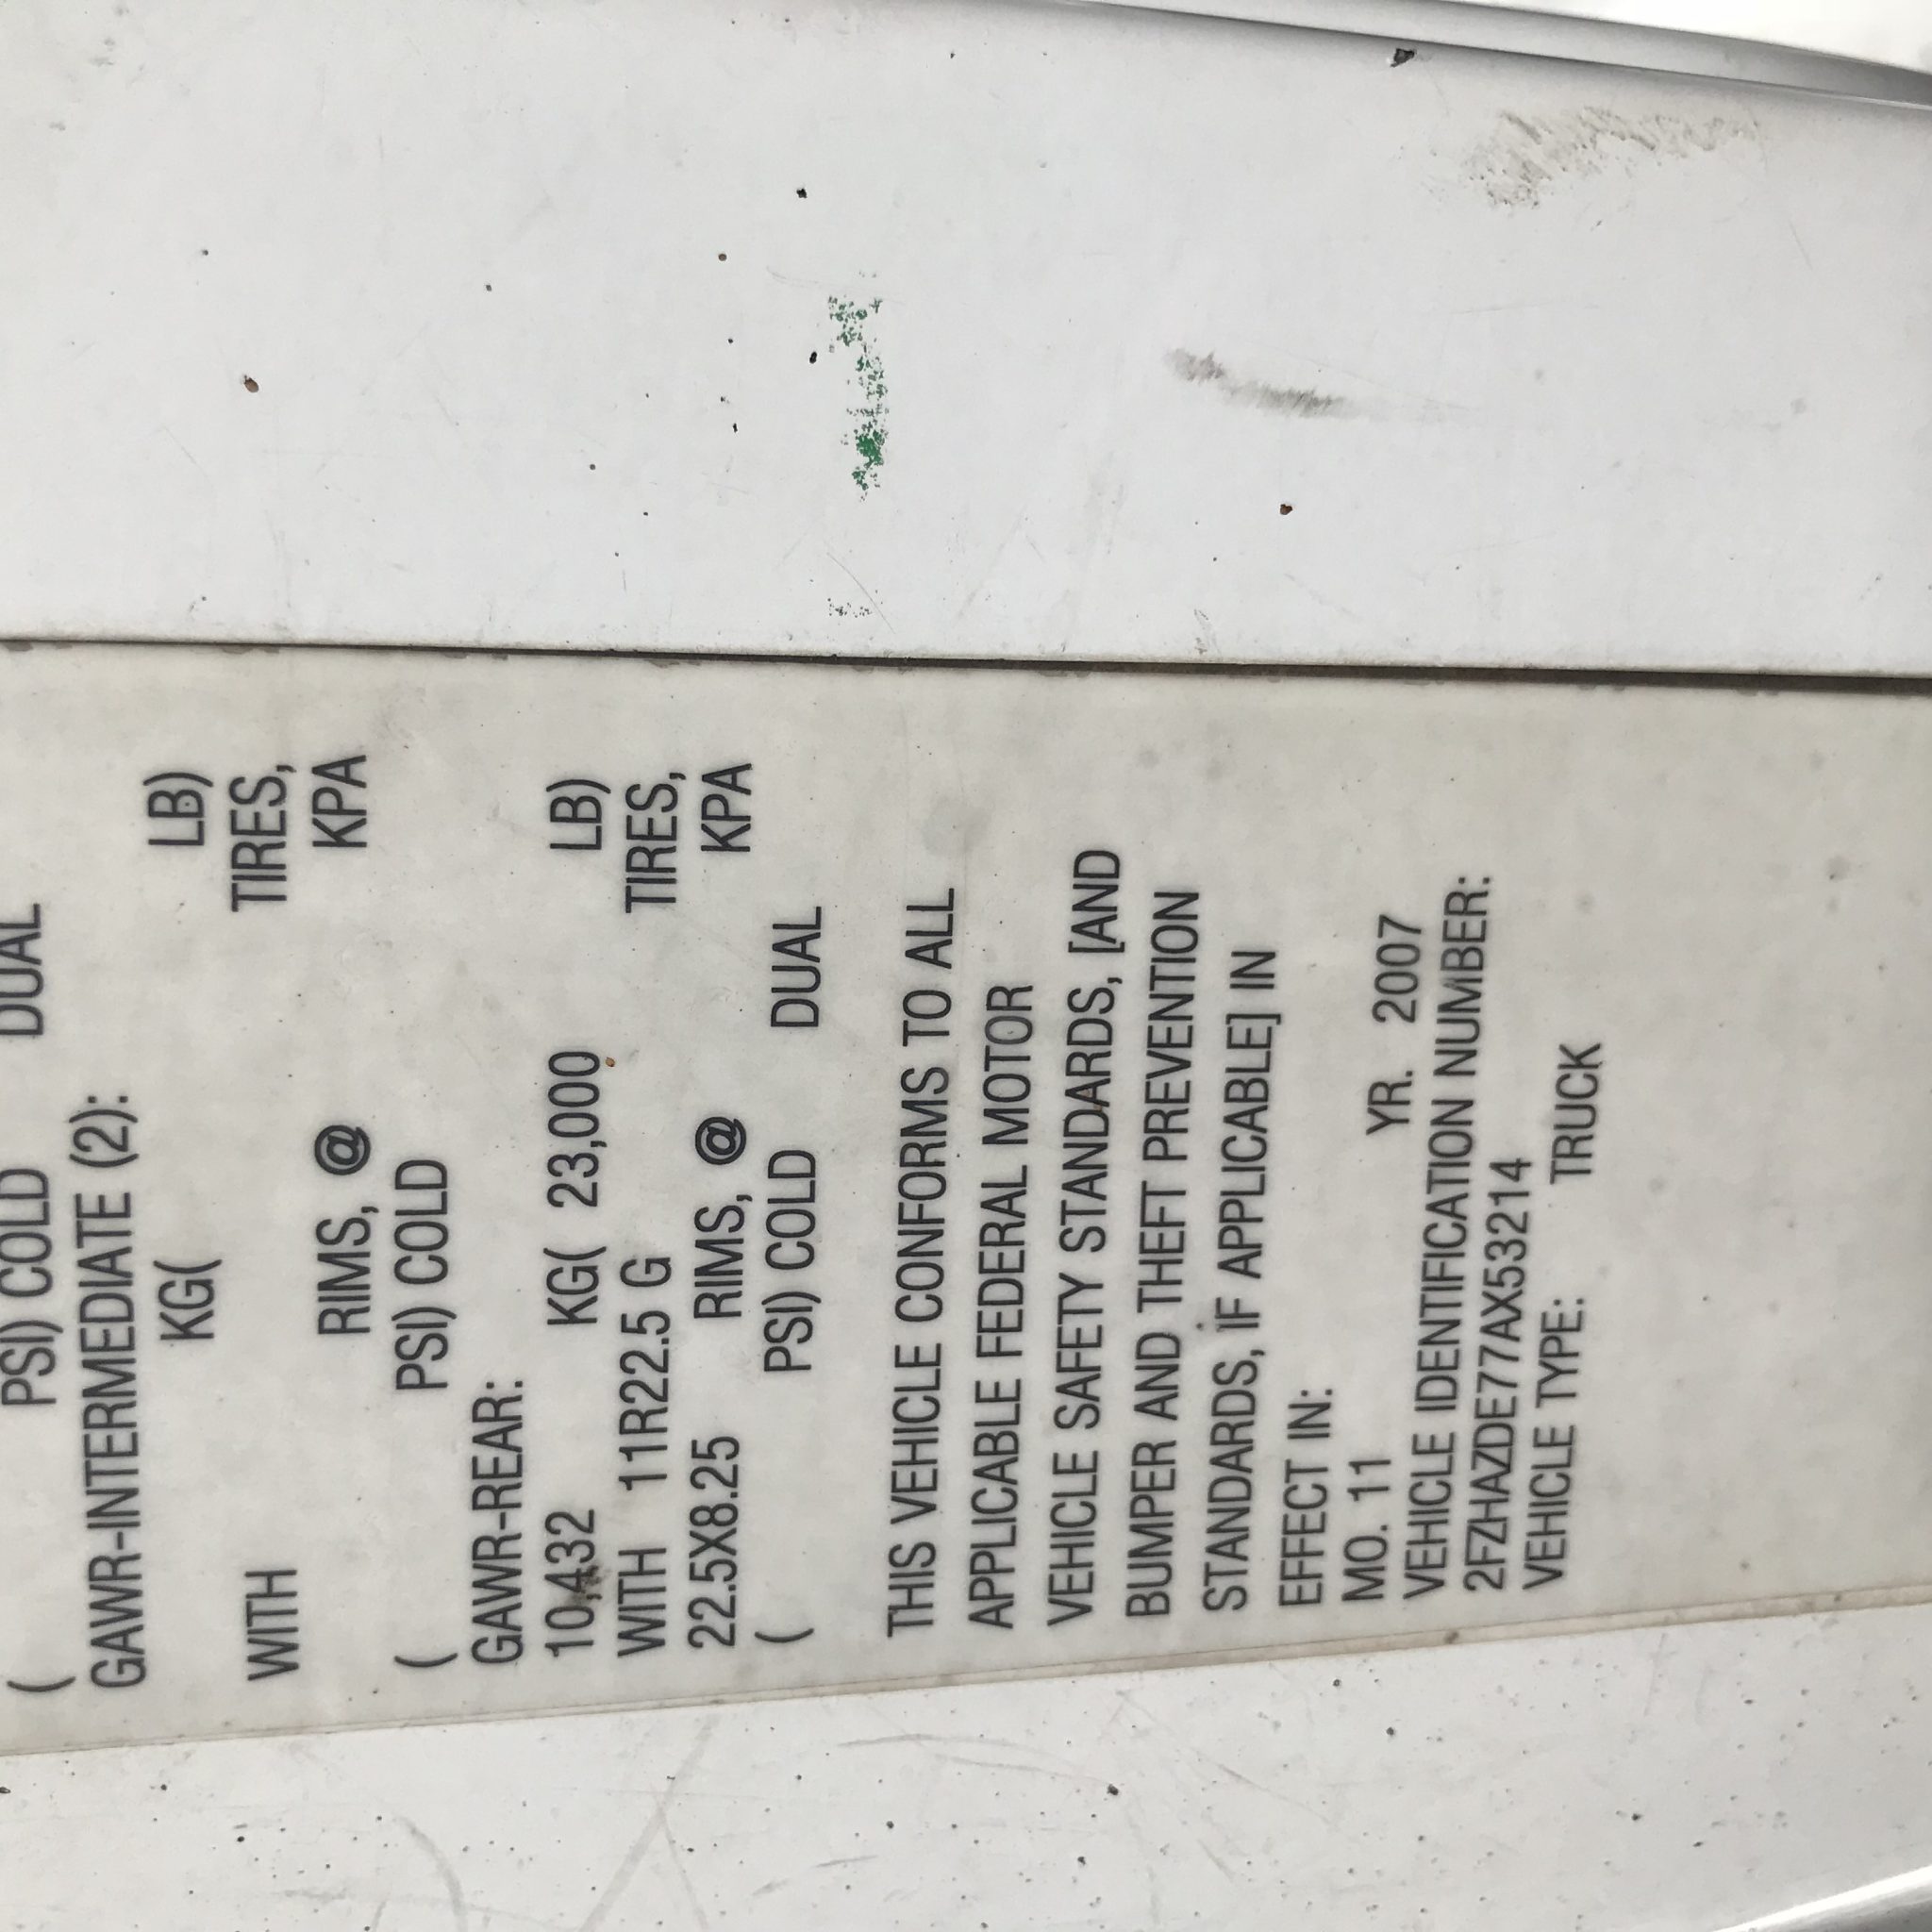 ( PSI) COLD DUAL
GAWR-INTERMEDIATE (2):
KG( LB)
WITH TIRES,
RIMS, @ KPA
( PSI) COLD
GAWR-REAR:
10,432 KG( 23,000 LB)
WITH 11R22.5 G TIRES,
22.5X8.25 RIMS, @ KPA
( PSI) COLD DUAL
THIS VEHICLE CONFORMS TO ALL
APPLICABLE FEDERAL MOTOR
VEHICLE SAFETY STANDARDS, [AND
BUMPER AND THEFT PREVENTION
STANDARDS, IF APPLICABLE] IN
EFFECT IN:
MO. 11 YR. 2007
VEHICLE IDENTIFICATION NUMBER:
2FZHAZDE77AX53214
VEHICLE TYPE: TRUCK